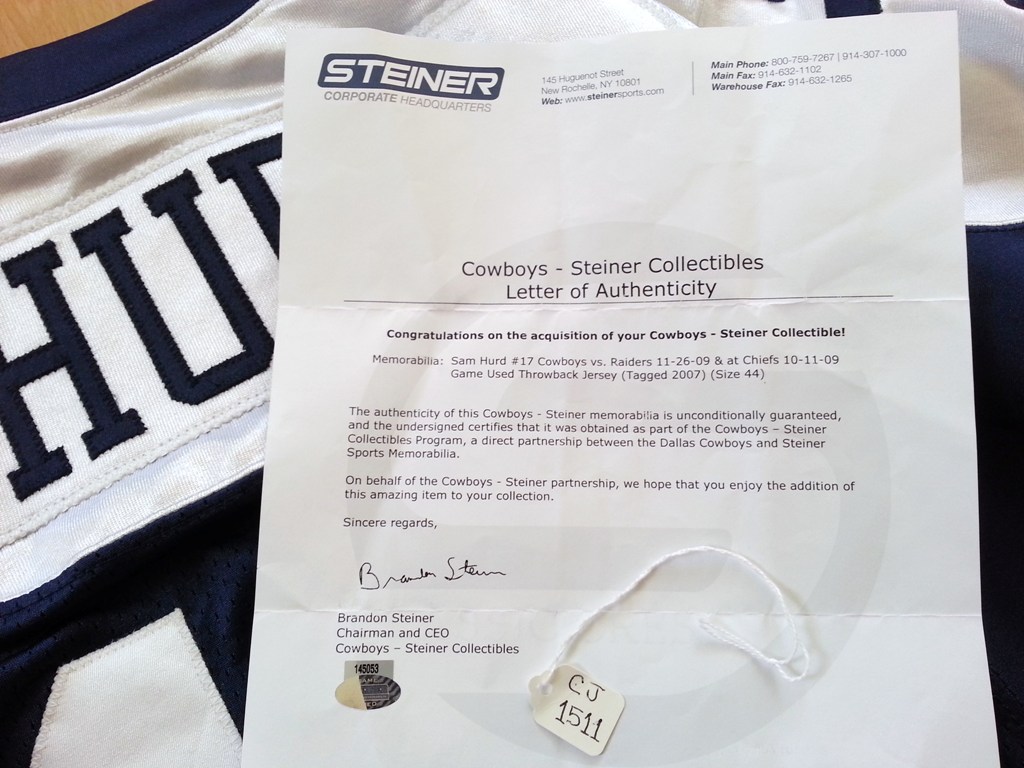 STEINER
CORPORATE HEADQUARTERS
145 Huguenot Street
New Rochelle, NY 10801
Web: www.steinersports.com
Main Phone: 800-759-7267 | 914-307-1000
Main Fax: 914-632-1102
Warehouse Fax: 914-632-1265
HU
Cowboys - Steiner Collectibles
Letter of Authenticity
Congratulations on the acquisition of your Cowboys - Steiner Collectible!
Memorabilia: Sam Hurd #17 Cowboys vs. Raiders 11-26-09 & at Chiefs 10-11-09
Game Used Throwback Jersey (Tagged 2007) (Size 44)
The authenticity of this Cowboys - Steiner memorabilia is unconditionally guaranteed,
and the undersigned certifies that it was obtained as part of the Cowboys – Steiner
Collectibles Program, a direct partnership between the Dallas Cowboys and Steiner
Sports Memorabilia.
On behalf of the Cowboys - Steiner partnership, we hope that you enjoy the addition of
this amazing item to your collection.
Sincere regards,
Brandon Steiner
Brandon Steiner
Chairman and CEO
Cowboys – Steiner Collectibles
145053
CJ
1511